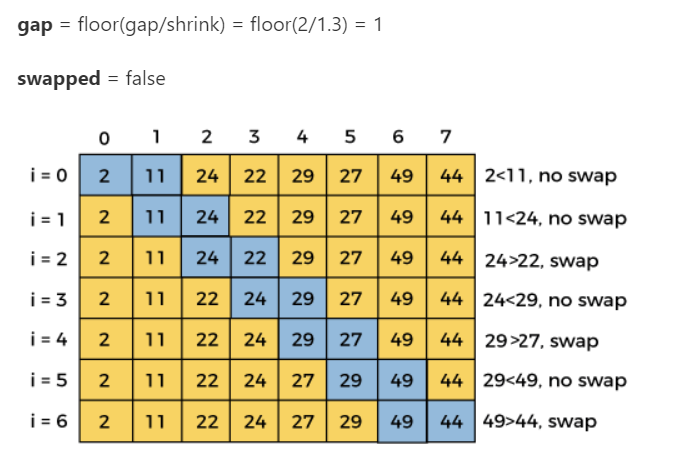 gap = floor(gap/shrink) = floor(2/1.3) = 1
swapped = false
0 1 2 3 4 5 6 7
i = 0 2 11 24 22 29 27 49 44 2<11, no swap
i = 1 2 11 24 22 29 27 49 44 11<24, no swap
i = 2 2 11 24 22 29 27 49 44 24>22, swap
i = 3 2 11 22 24 29 27 49 44 24<29, no swap
i = 4 2 11 22 24 29 27 49 44 29>27, swap
i = 5 2 11 22 24 27 29 49 44 29<49, no swap
i = 6 2 11 22 24 27 29 49 44 49>44, swap